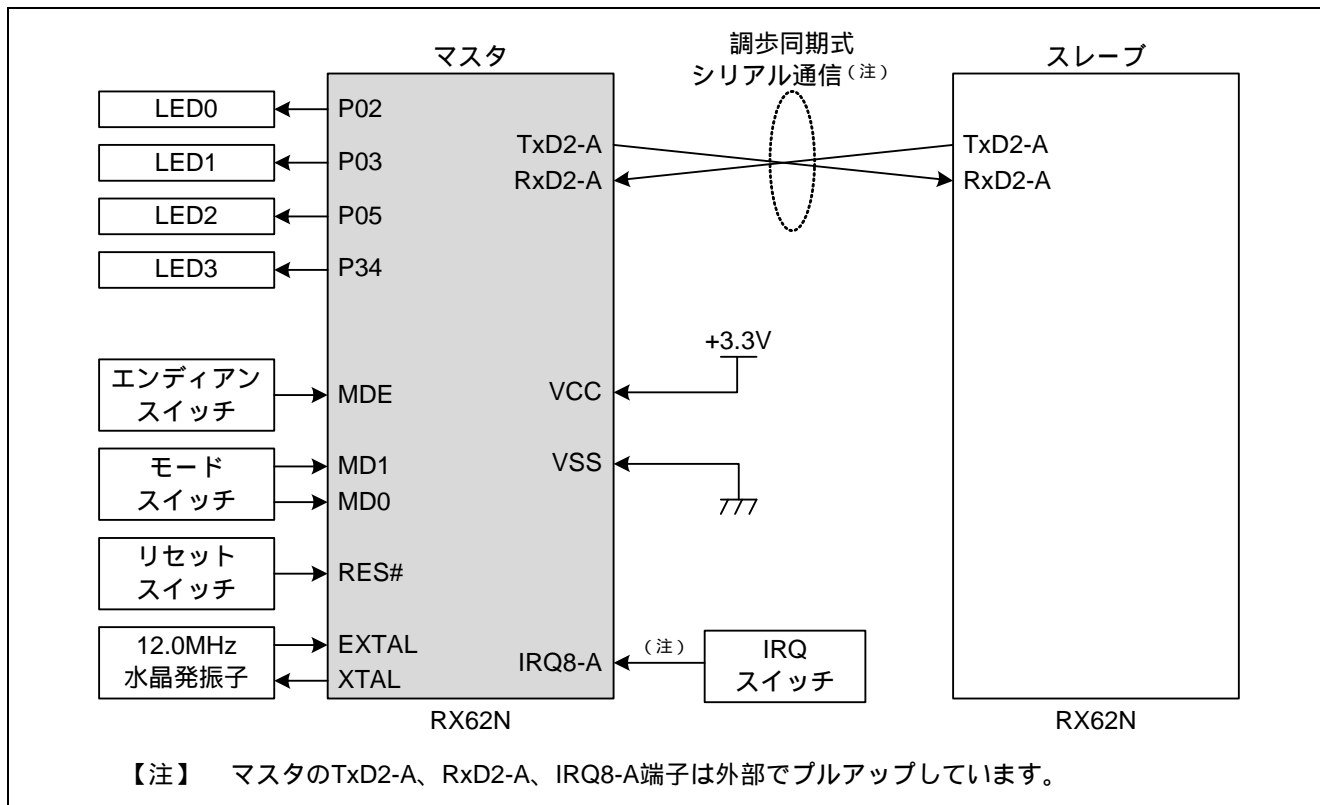 マスタ
調歩同期式
シリアル通信(注)
スレーブ
LED0
P02
LED1
P03
LED2
P05
LED3
P34
TxD2-A
RxD2-A
TxD2-A
RxD2-A
エンディアン
スイッチ
MDE
モード
スイッチ
MD1
MD0
リセット
スイッチ
RES#
12.0MHz
水晶発振子
EXTAL
XTAL
+3.3V
VCC
VSS
IRQ8-A
(注)
IRQ
スイッチ
RX62N
RX62N
【注】 マスタのTxD2-A、RxD2-A、IRQ8-A端子は外部でプルアップしています。